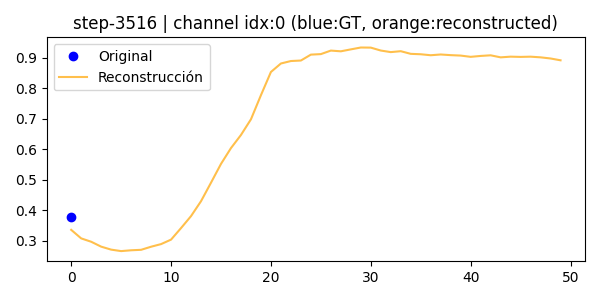 step-3516 | channel idx:0 (blue:GT, orange:reconstructed)
Original
Reconstrucción
0.9
0.8
0.7
0.6
0.5
0.4
0.3
0 10 20 30 40 50